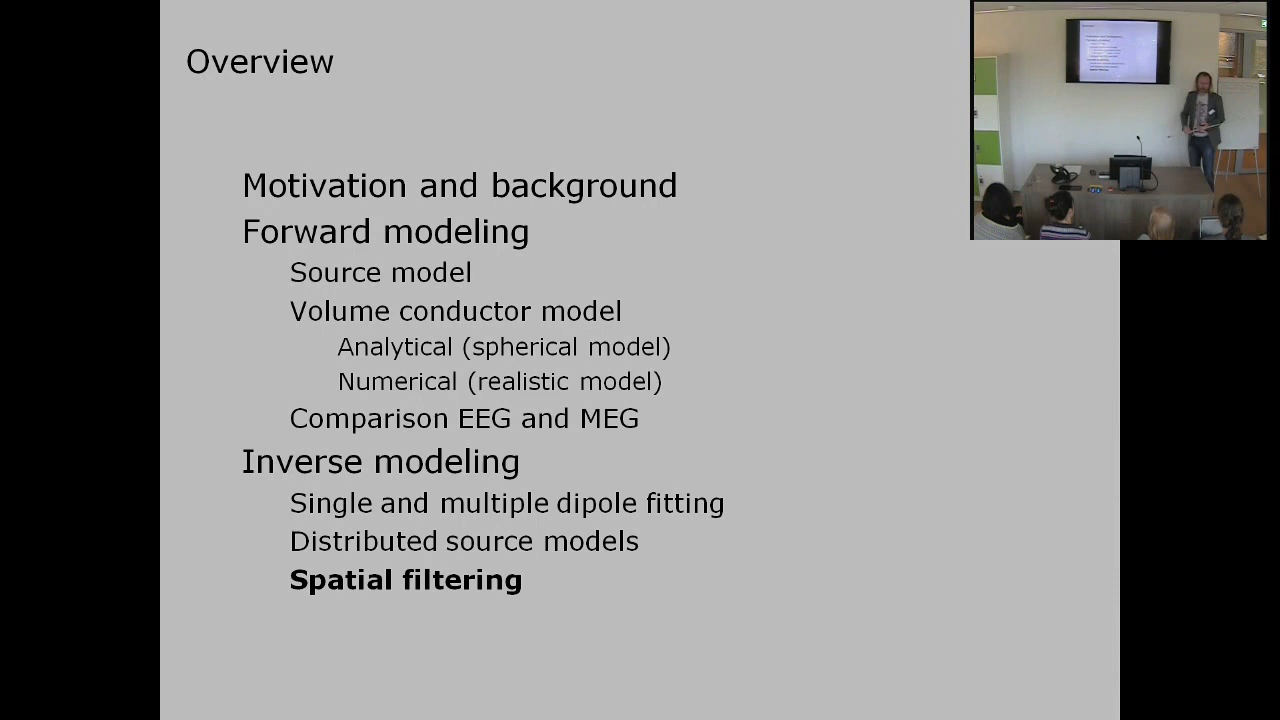 Overview
Motivation and background
Forward modeling
Source model
Volume conductor model
Analytical (spherical model)
Numerical (realistic model)
Comparison EEG and MEG
Inverse modeling
Single and multiple dipole fitting
Distributed source models
Spatial filtering